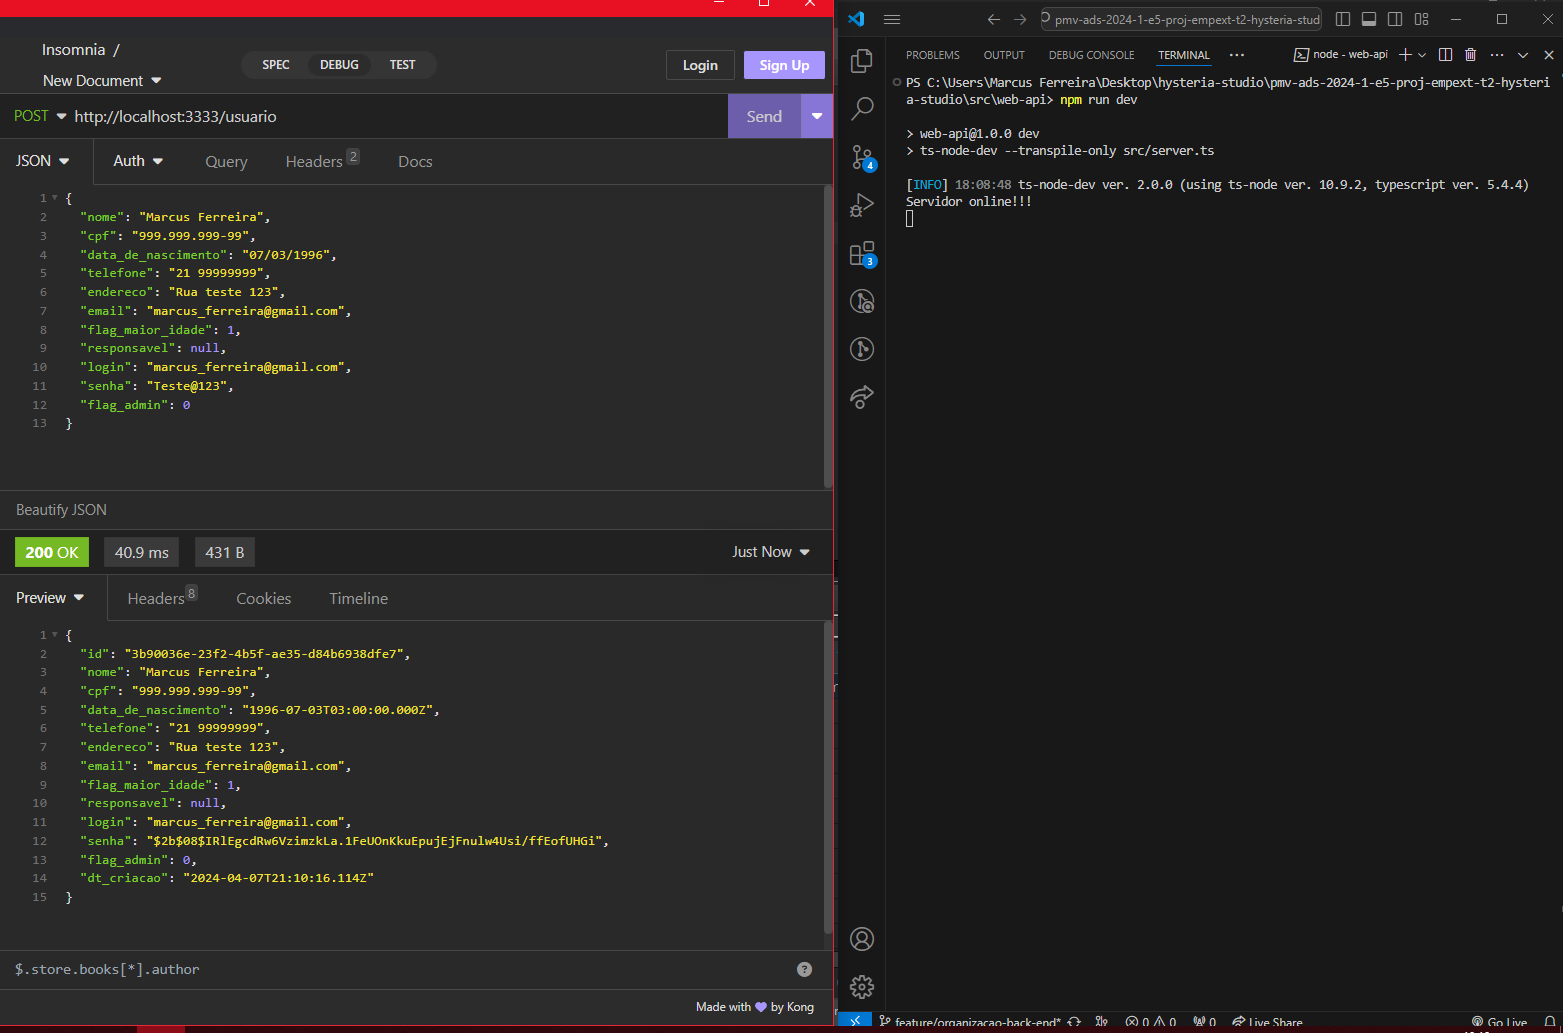 Insomnia /
New Document
SPEC DEBUG TEST
Login Sign Up
POST http://localhost:3333/usuario Send
JSON Auth Query Headers 2 Docs
1 {
2 "nome": "Marcus Ferreira",
3 "cpf": "999.999.999-99",
4 "data_de_nascimento": "07/03/1996",
5 "telefone": "21 99999999",
6 "endereco": "Rua teste 123",
7 "email": "marcus_ferreira@gmail.com",
8 "flag_maior_idade": 1,
9 "responsavel": null,
10 "login": "marcus_ferreira@gmail.com",
11 "senha": "Teste@123",
12 "flag_admin": 0
13 }
Beautify JSON
200 OK 40.9 ms 431 B Just Now
Preview Headers 8 Cookies Timeline
1 {
2 "id": "3b90036e-23f2-4b5f-ae35-d84b6938dfe7",
3 "nome": "Marcus Ferreira",
4 "cpf": "999.999.999-99",
5 "data_de_nascimento": "1996-07-03T03:00:00.000Z",
6 "telefone": "21 99999999",
7 "endereco": "Rua teste 123",
8 "email": "marcus_ferreira@gmail.com",
9 "flag_maior_idade": 1,
10 "responsavel": null,
11 "login": "marcus_ferreira@gmail.com",
12 "senha": "$2b$08$IRlEgcdRw6VzimzkLa.1FeUOnKkuEpujEjFnulw4Usi/ffEofUHGi",
13 "flag_admin": 0,
14 "dt_criacao": "2024-04-07T21:10:16.114Z"
15 }
$.store.books[*].author
Made with 💜 by Kong
pmv-ads-2024-1-e5-proj-empext-t2-hysteria-stud
PROBLEMS OUTPUT DEBUG CONSOLE TERMINAL ... node - web-api
PS C:\Users\Marcus Ferreira\Desktop\hysteria-studio\pmv-ads-2024-1-e5-proj-empext-t2-hysteri
a-studio\src\web-api> npm run dev
> web-api@1.0.0 dev
> ts-node-dev --transpile-only src/server.ts
[INFO] 18:08:48 ts-node-dev ver. 2.0.0 (using ts-node ver. 10.9.2, typescript ver. 5.4.4)
Servidor online!!!
4
3
feature/organizacao-back-end* 0 0 0 Live Share Go Live